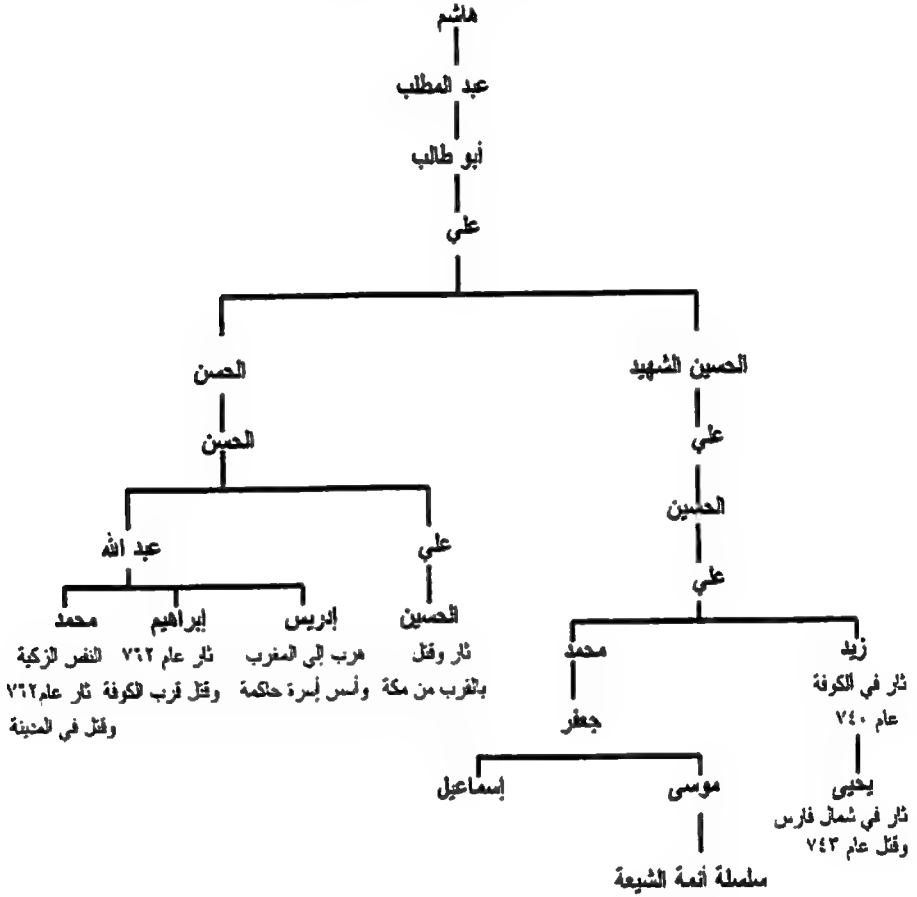 هاشم
عبد المطلب
أبو طالب
علي
الحسين الشهيد
الحسن
علي
الحسن
الحسين
علي
عبد الله
علي
الحسين
إدريس
إبراهيم
محمد
ثار وقتل
بالقرب من مكة
هرب إلي المغرب
وأسس أسرة حاكمة
ثار عام ٧٦٢
وقتل قرب الكوفة
النفس الزكية
ثار عام ٧٦٢
وقتل في المدينة
زيد
محمد
ثار في الكوفة
عام ٧٤٠
جعفر
يحيى
موسى
إسماعيل
ثار في شمال فارس
وقتل عام ٧٤٣
سلسلة أئمة الشيعة